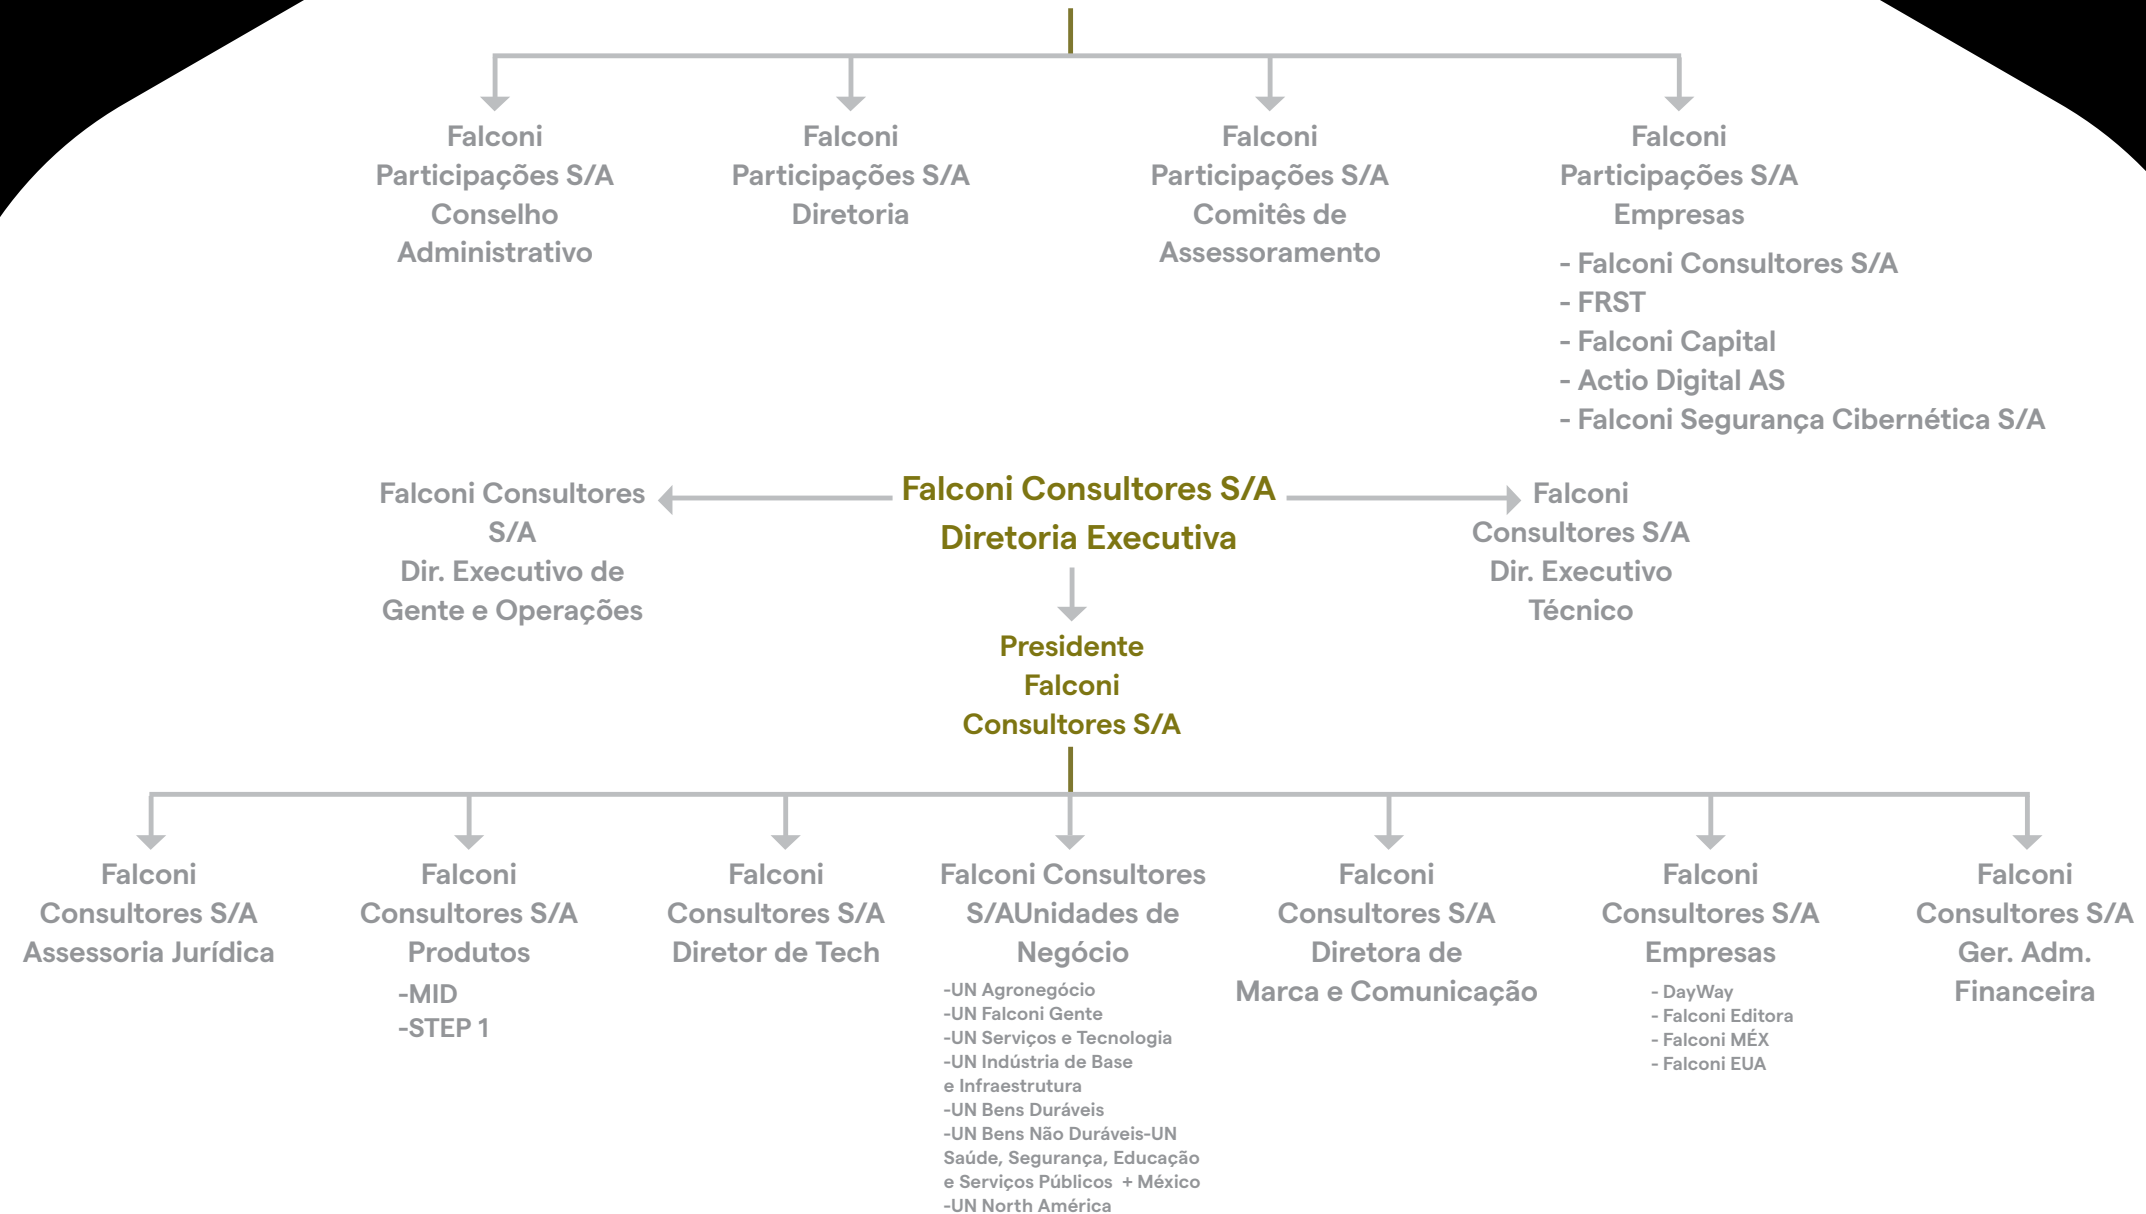 Falconi
Participações S/A
Conselho
Administrativo
Falconi
Participações S/A
Diretoria
Falconi
Participações S/A
Comitês de
Assessoramento
Falconi
Participações S/A
Empresas
- Falconi Consultores S/A
- FRST
- Falconi Capital
- Actio Digital AS
- Falconi Segurança Cibernética S/A
Falconi Consultores
S/A
Dir. Executivo de
Gente e Operações
Falconi Consultores S/A
Diretoria Executiva
Falconi
Consultores S/A
Dir. Executivo
Técnico
Presidente
Falconi
Consultores S/A
Falconi
Consultores S/A
Assessoria Jurídica
Falconi
Consultores S/A
Produtos
-MID
-STEP 1
Falconi
Consultores S/A
Diretor de Tech
Falconi Consultores
S/AUnidades de
Negócio
-UN Agronegócio
-UN Falconi Gente
-UN Serviços e Tecnologia
-UN Indústria de Base
e Infraestrutura
-UN Bens Duráveis
-UN Bens Não Duráveis-UN
Saúde, Segurança, Educação
e Serviços Públicos + México
-UN North América
Falconi
Consultores S/A
Diretora de
Marca e Comunicação
Falconi
Consultores S/A
Empresas
- DayWay
- Falconi Editora
- Falconi MÉX
- Falconi EUA
Falconi
Consultores S/A
Ger. Adm.
Financeira